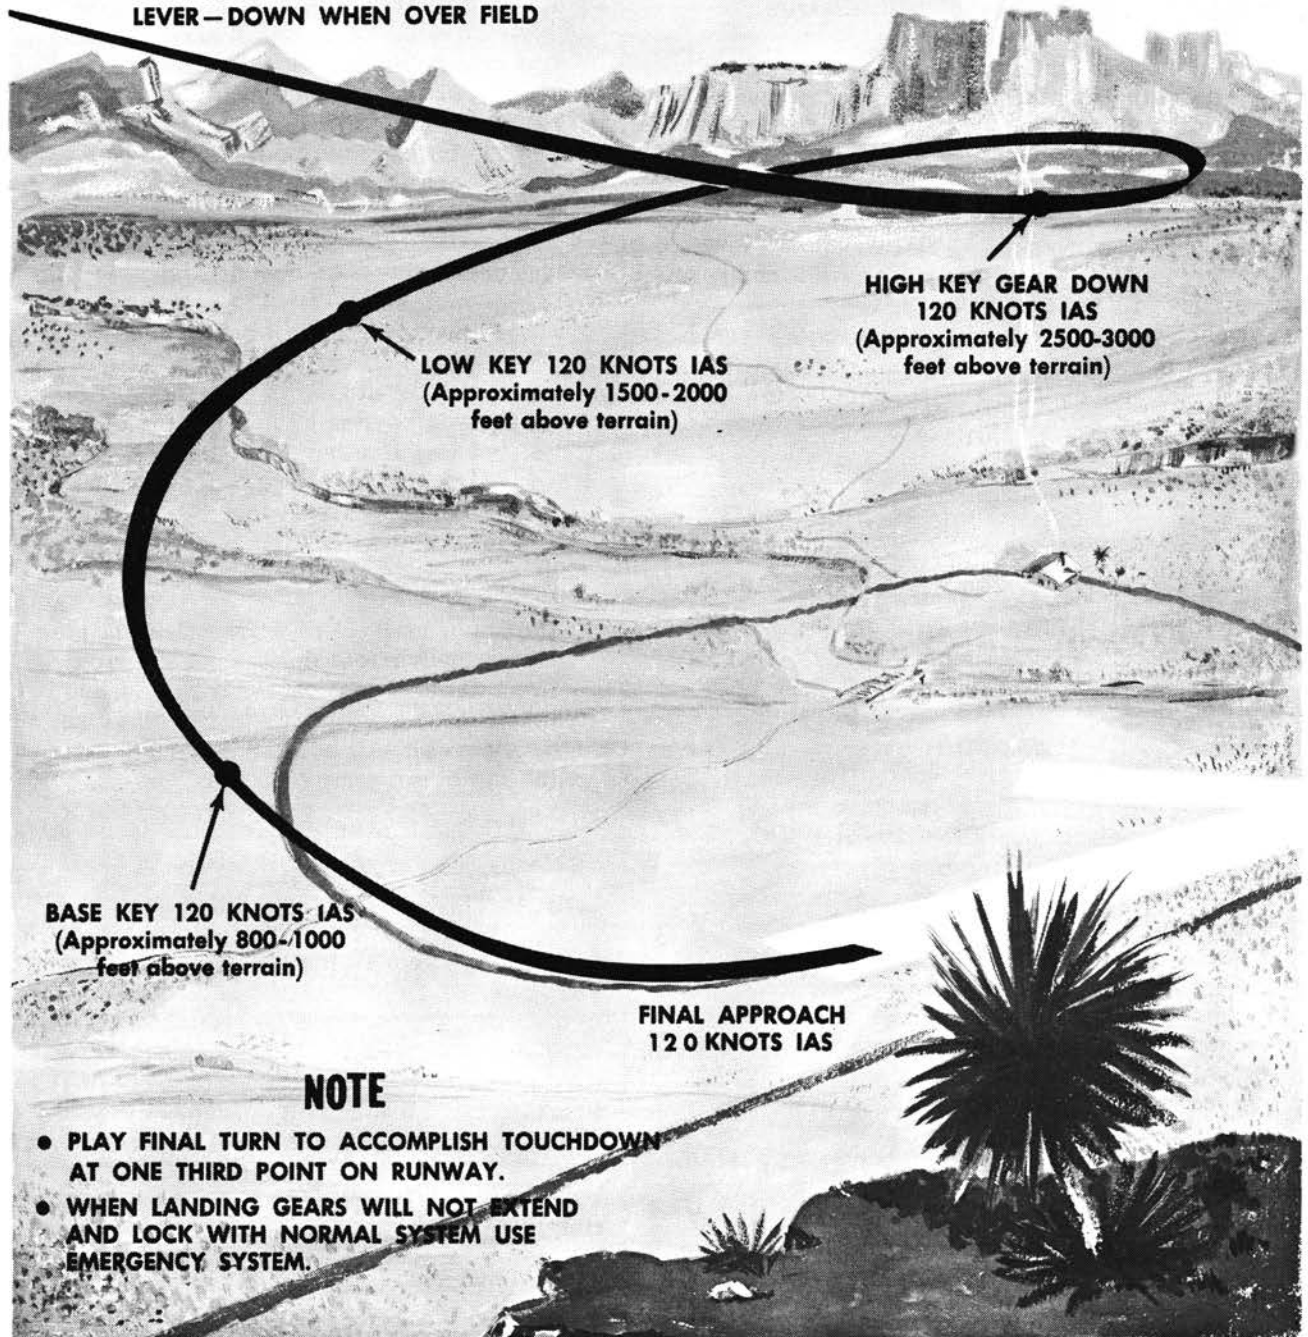 LEVER—DOWN WHEN OVER FIELD
HIGH KEY GEAR DOWN
120 KNOTS IAS
(Approximately 2500-3000
feet above terrain)
LOW KEY 120 KNOTS IAS
(Approximately 1500-2000
feet above terrain)
BASE KEY 120 KNOTS IAS
(Approximately 800-1000
feet above terrain)
FINAL APPROACH
120 KNOTS IAS
NOTE
• PLAY FINAL TURN TO ACCOMPLISH TOUCHDOWN
AT ONE THIRD POINT ON RUNWAY.
• WHEN LANDING GEARS WILL NOT EXTEND
AND LOCK WITH NORMAL SYSTEM USE
EMERGENCY SYSTEM.